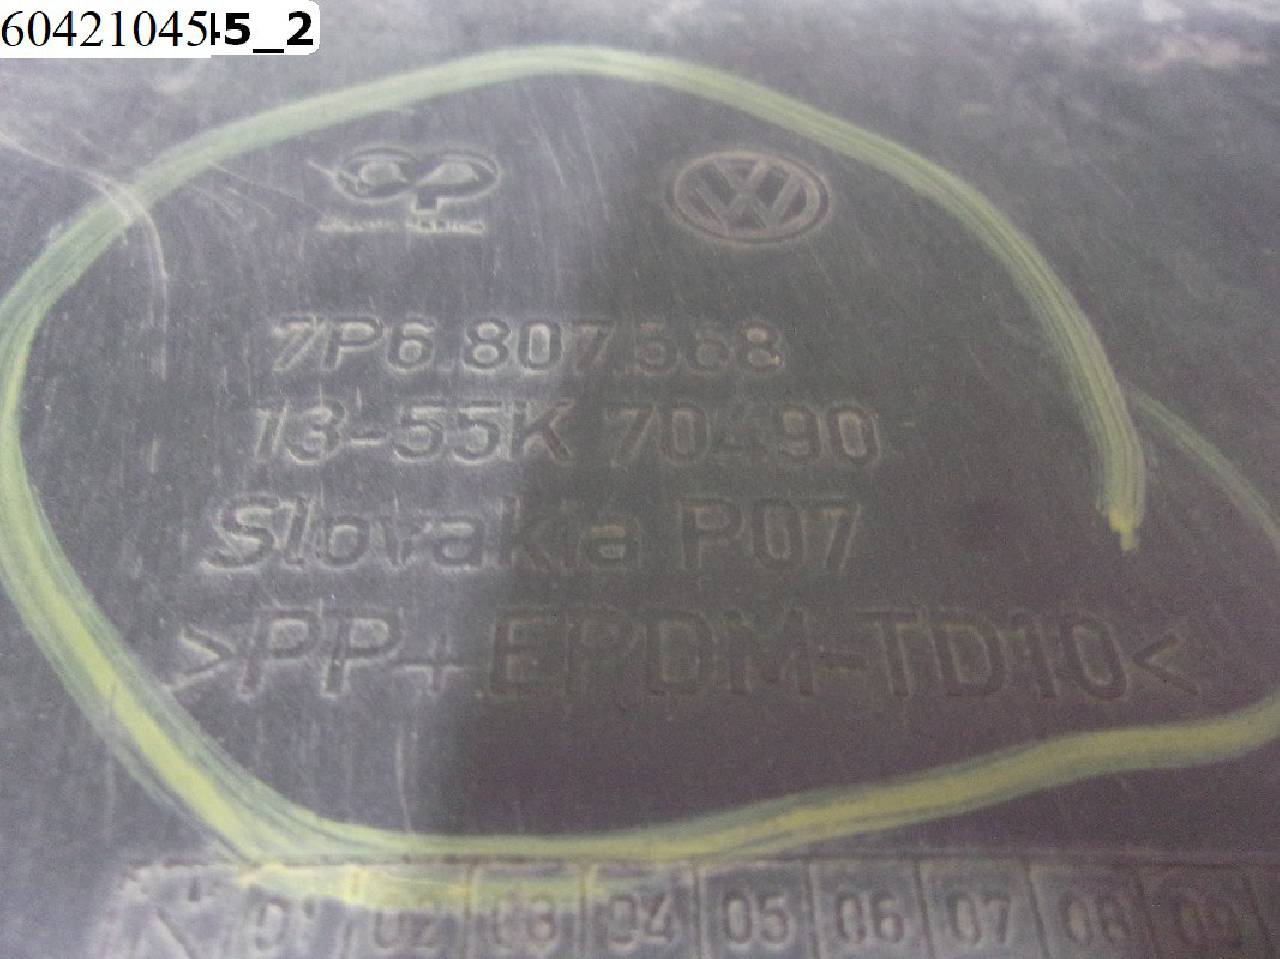 6042104545_2
7P6.807.568
13-55K 70490
Slovakia P07
>PP+EPDM-TD10<
01 02 03 04 05 06 07 08 09